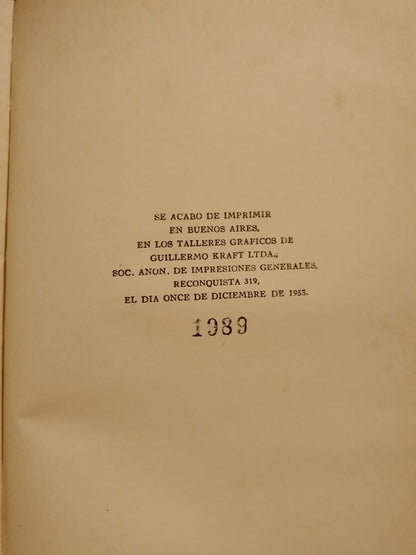 SE ACABO DE IMPRIMIR
EN BUENOS AIRES,
EN LOS TALLERES GRAFICOS DE
GUILLERMO KRAFT LTDA.,
SOC. ANON. DE IMPRESIONES GENERALES,
RECONQUISTA 319,
EL DIA ONCE DE DICIEMBRE DE 1953.
1989